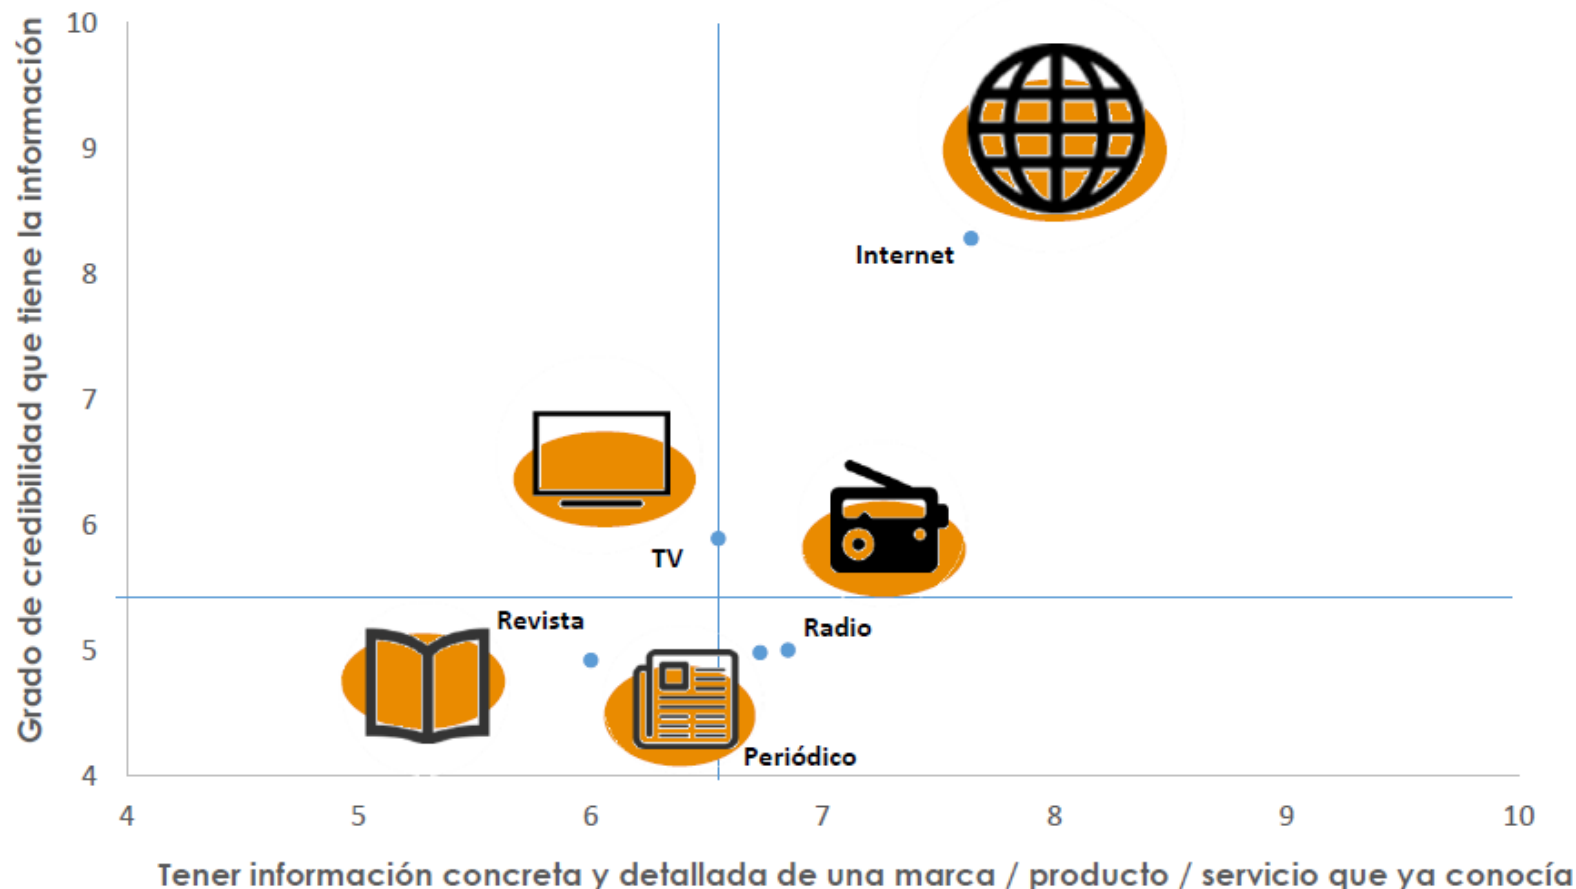 Grado de credibilidad que tiene la información
10
9
8
7
6
5
4
Internet
TV
Revista
Radio
Periódico
4 5 6 7 8 9 10
Tener información concreta y detallada de una marca / producto / servicio que ya conocía